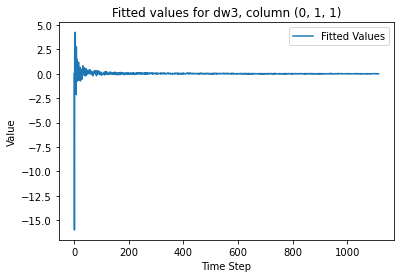 Fitted values for dw3, column (0, 1, 1)
Fitted Values
Value
5.0
2.5
0.0
−2.5
−5.0
−7.5
−10.0
−12.5
−15.0
0 200 400 600 800 1000
Time Step